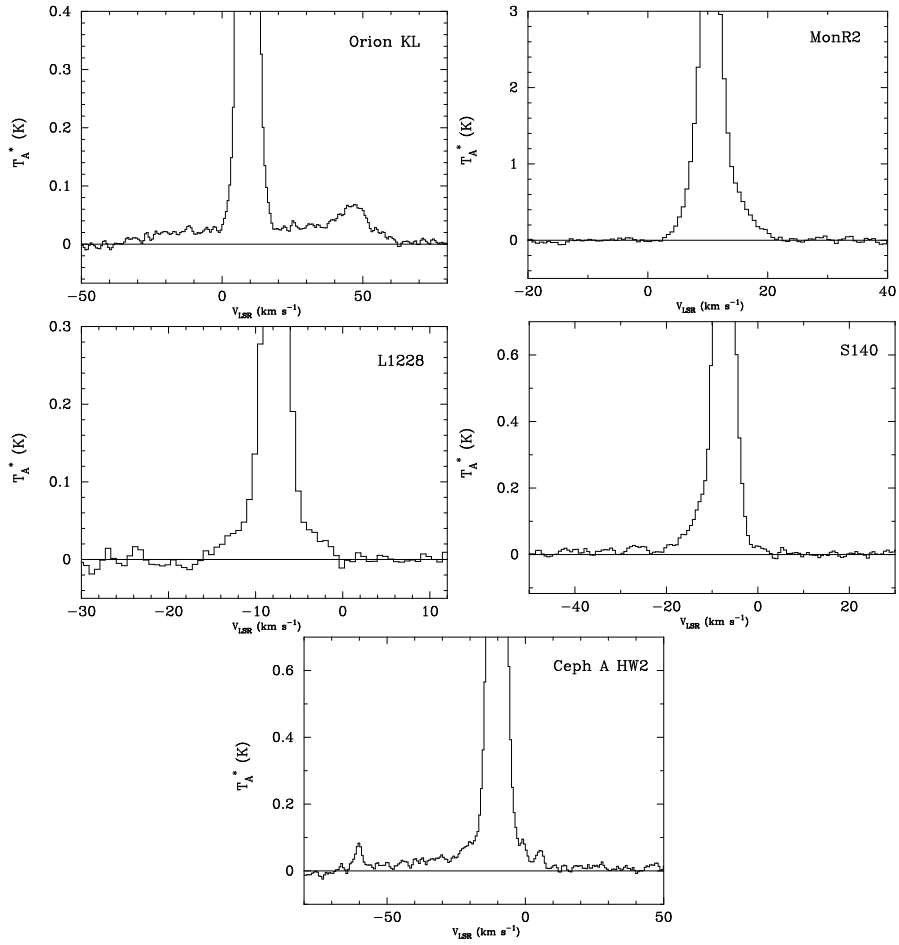 Orion KL
0.4
0.3
0.2
0.1
0
T_A^* (K)
−50
0
50
V_LSR (km s⁻¹)
MonR2
3
2
1
0
T_A^* (K)
−20
0
20
40
V_LSR (km s⁻¹)
L1228
0.3
0.2
0.1
0
T_A^* (K)
−30
−20
−10
0
10
V_LSR (km s⁻¹)
S140
0.6
0.4
0.2
0
T_A^* (K)
−40
−20
0
20
V_LSR (km s⁻¹)
Ceph A HW2
0.6
0.4
0.2
0
T_A^* (K)
−50
0
50
V_LSR (km s⁻¹)